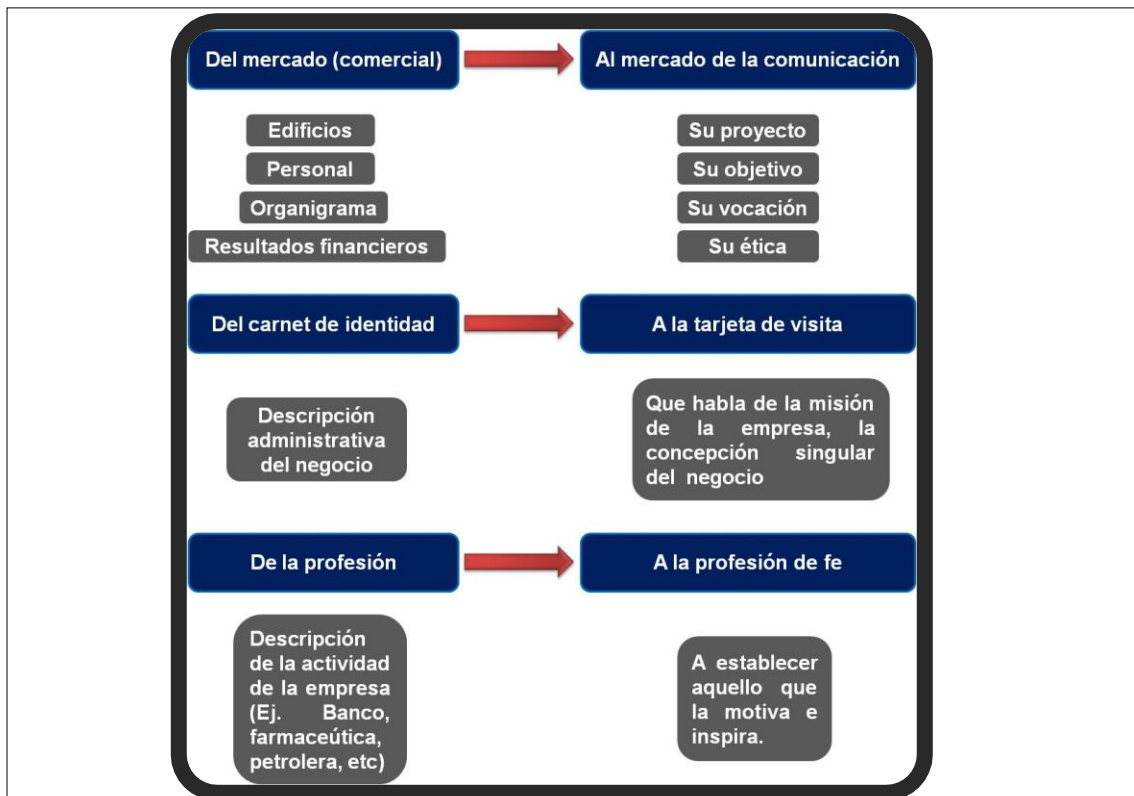 Del mercado (comercial)
Al mercado de la comunicación
Edificios
Personal
Organigrama
Resultados financieros
Su proyecto
Su objetivo
Su vocación
Su ética
Del carnet de identidad
A la tarjeta de visita
Descripción
administrativa
del negocio
Que habla de la misión
de la empresa, la
concepción singular
del negocio
De la profesión
A la profesión de fe
Descripción
de la actividad
de la empresa
(Ej. Banco,
farmaceútica,
petrolera, etc)
A establecer
aquello que
la motiva e
inspira.